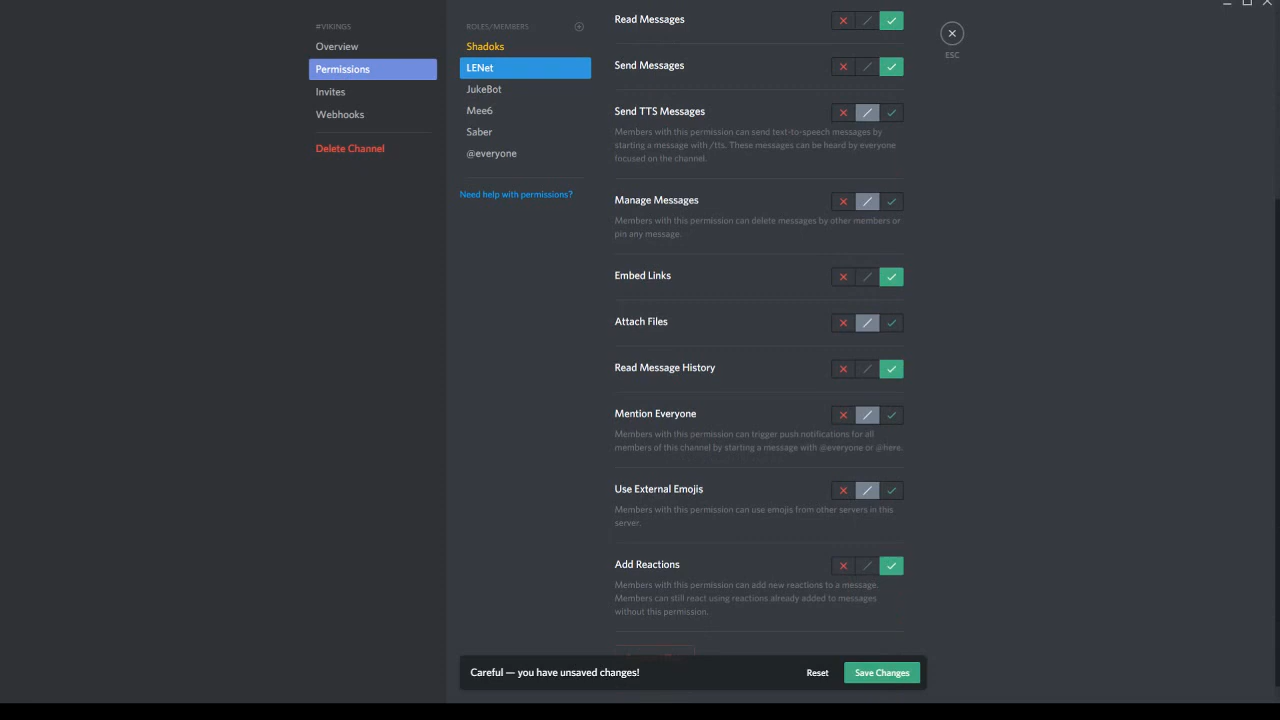 #VIKINGS
Overview
Permissions
Invites
Webhooks
Delete Channel
ROLES/MEMBERS
Shadoks
LENet
JukeBot
Mee6
Saber
@everyone
Need help with permissions?
Read Messages
Send Messages
Send TTS Messages
Members with this permission can send text-to-speech messages by
starting a message with /tts. These messages can be heard by everyone
focused on the channel.
Manage Messages
Members with this permission can delete messages by other members or
pin any message.
Embed Links
Attach Files
Read Message History
Mention Everyone
Members with this permission can trigger push notifications for all
members of this channel by starting a message with @everyone or @here.
Use External Emojis
Members with this permission can use emojis from other servers in this
server.
Add Reactions
Members with this permission can add new reactions to a message.
Members can still react using reactions already added to messages
without this permission.
Careful — you have unsaved changes!
Reset
Save Changes
ESC